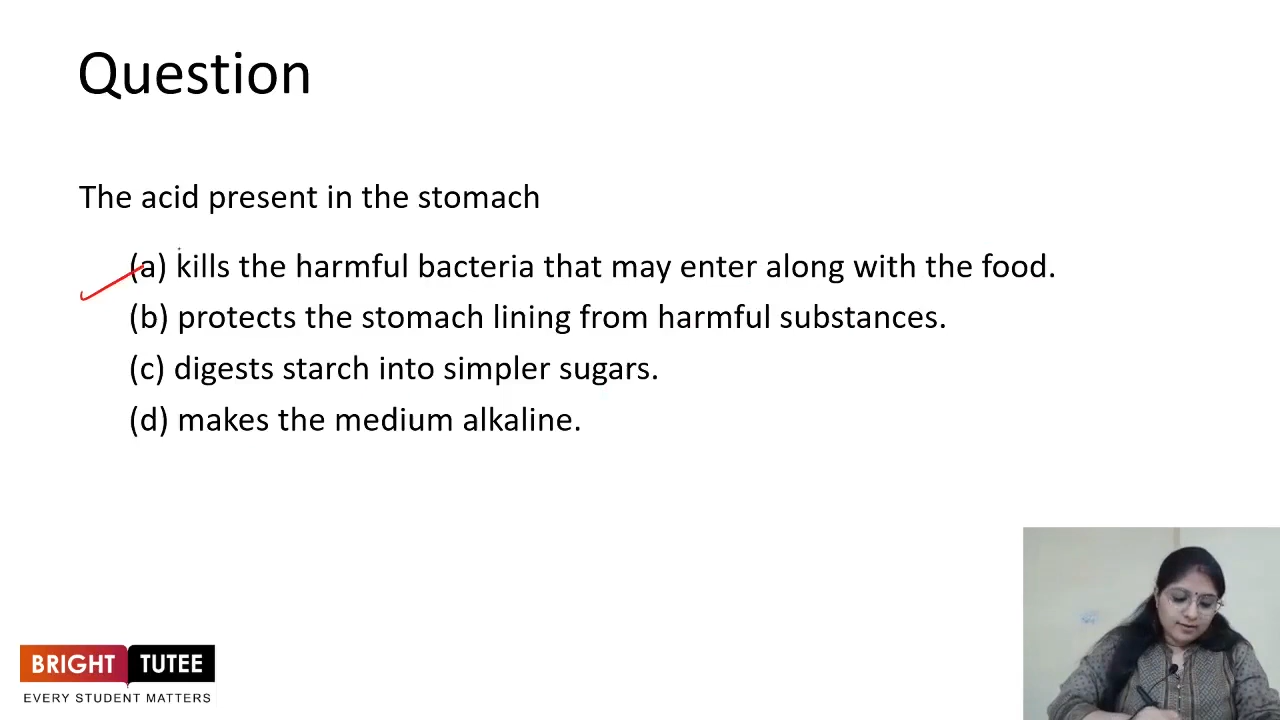 Question
The acid present in the stomach
(a) kills the harmful bacteria that may enter along with the food.
(b) protects the stomach lining from harmful substances.
(c) digests starch into simpler sugars.
(d) makes the medium alkaline.
BRIGHT TUTEE
EVERY STUDENT MATTERS